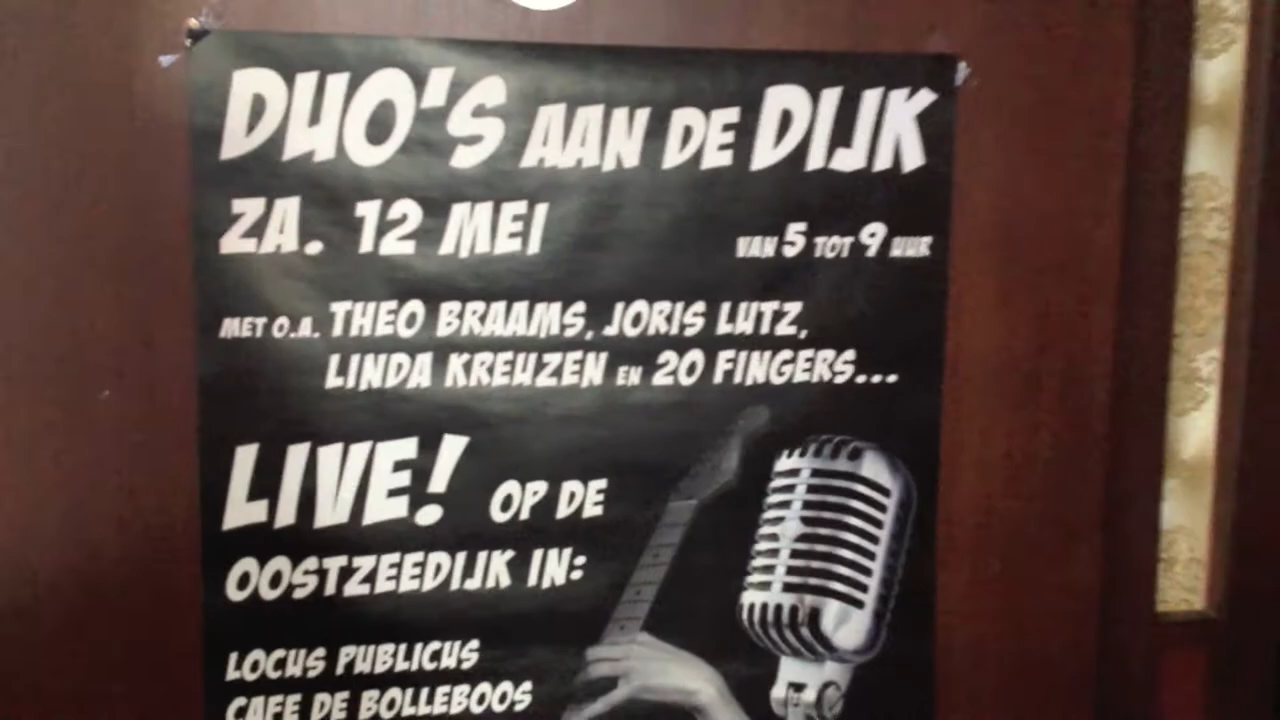 DUO'S AAN DE DIJK
ZA. 12 MEI VAN 5 TOT 9 UUR
MET O.A. THEO BRAAMS, JORIS LUTZ,
LINDA KREUZEN EN 20 FINGERS...
LIVE! OP DE
OOSTZEEDIJK IN:
LOCUS PUBLICUS
CAFE DE BOLLEBOOS